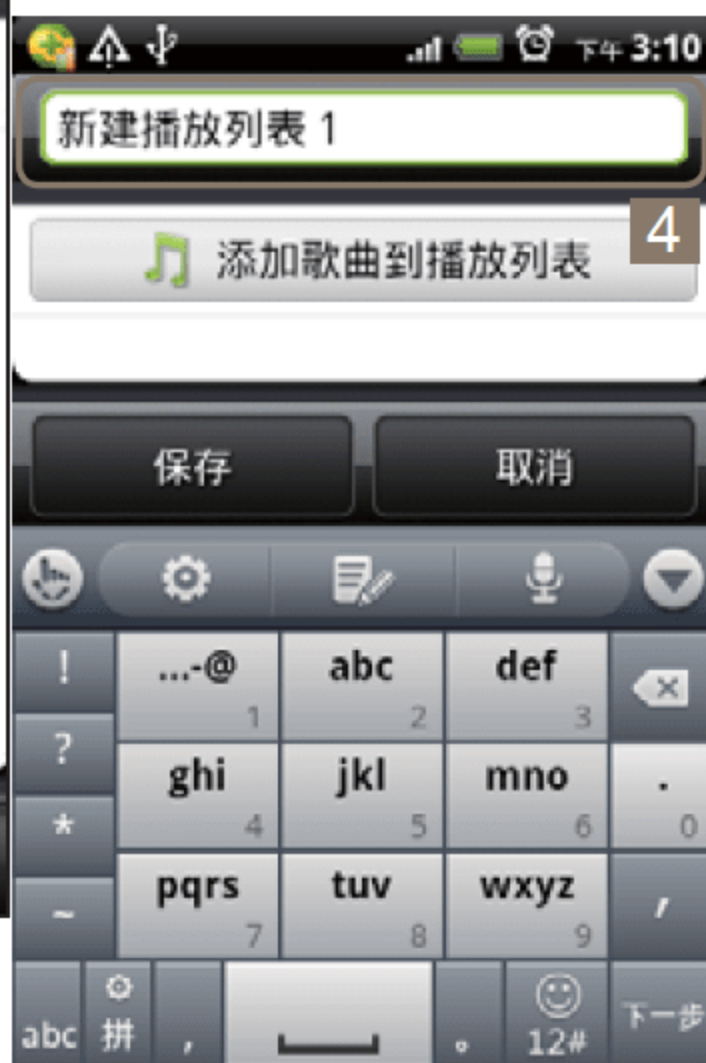 下午 3:10
新建播放列表 1
4
添加歌曲到播放列表
保存 取消
! ...-@ 1 abc 2 def 3
? ghi 4 jkl 5 mno 6 . 0
*
~ pqrs 7 tuv 8 wxyz 9 ,
abc 拼 , 。 12# 下一步